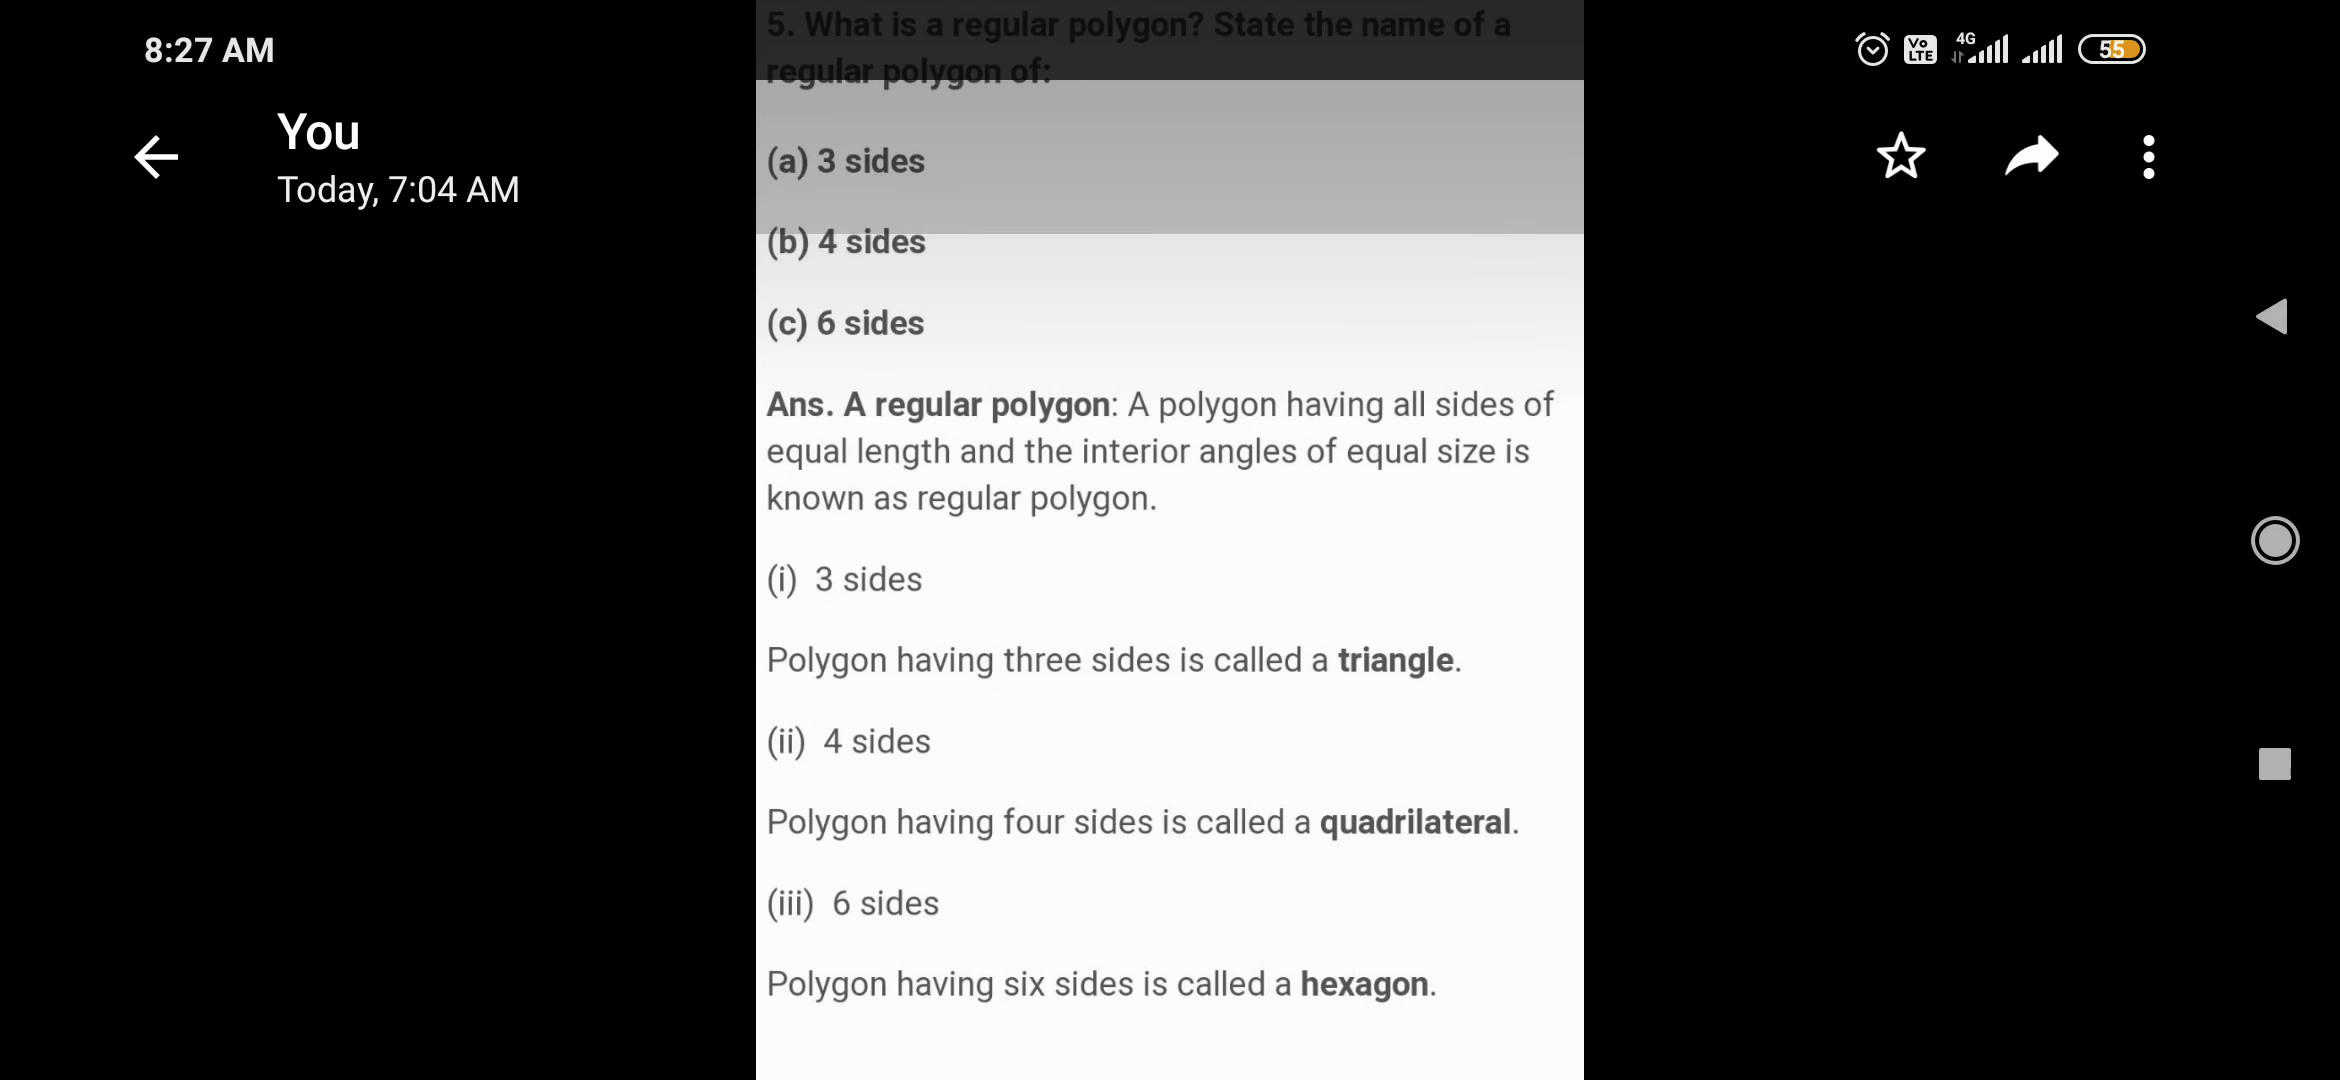 8:27 AM
You
Today, 7:04 AM
Vo LTE
4G
55
5. What is a regular polygon? State the name of a
regular polygon of:
(a) 3 sides
(b) 4 sides
(c) 6 sides
Ans. A regular polygon: A polygon having all sides of
equal length and the interior angles of equal size is
known as regular polygon.
(i)  3 sides
Polygon having three sides is called a triangle.
(ii)  4 sides
Polygon having four sides is called a quadrilateral.
(iii)  6 sides
Polygon having six sides is called a hexagon.